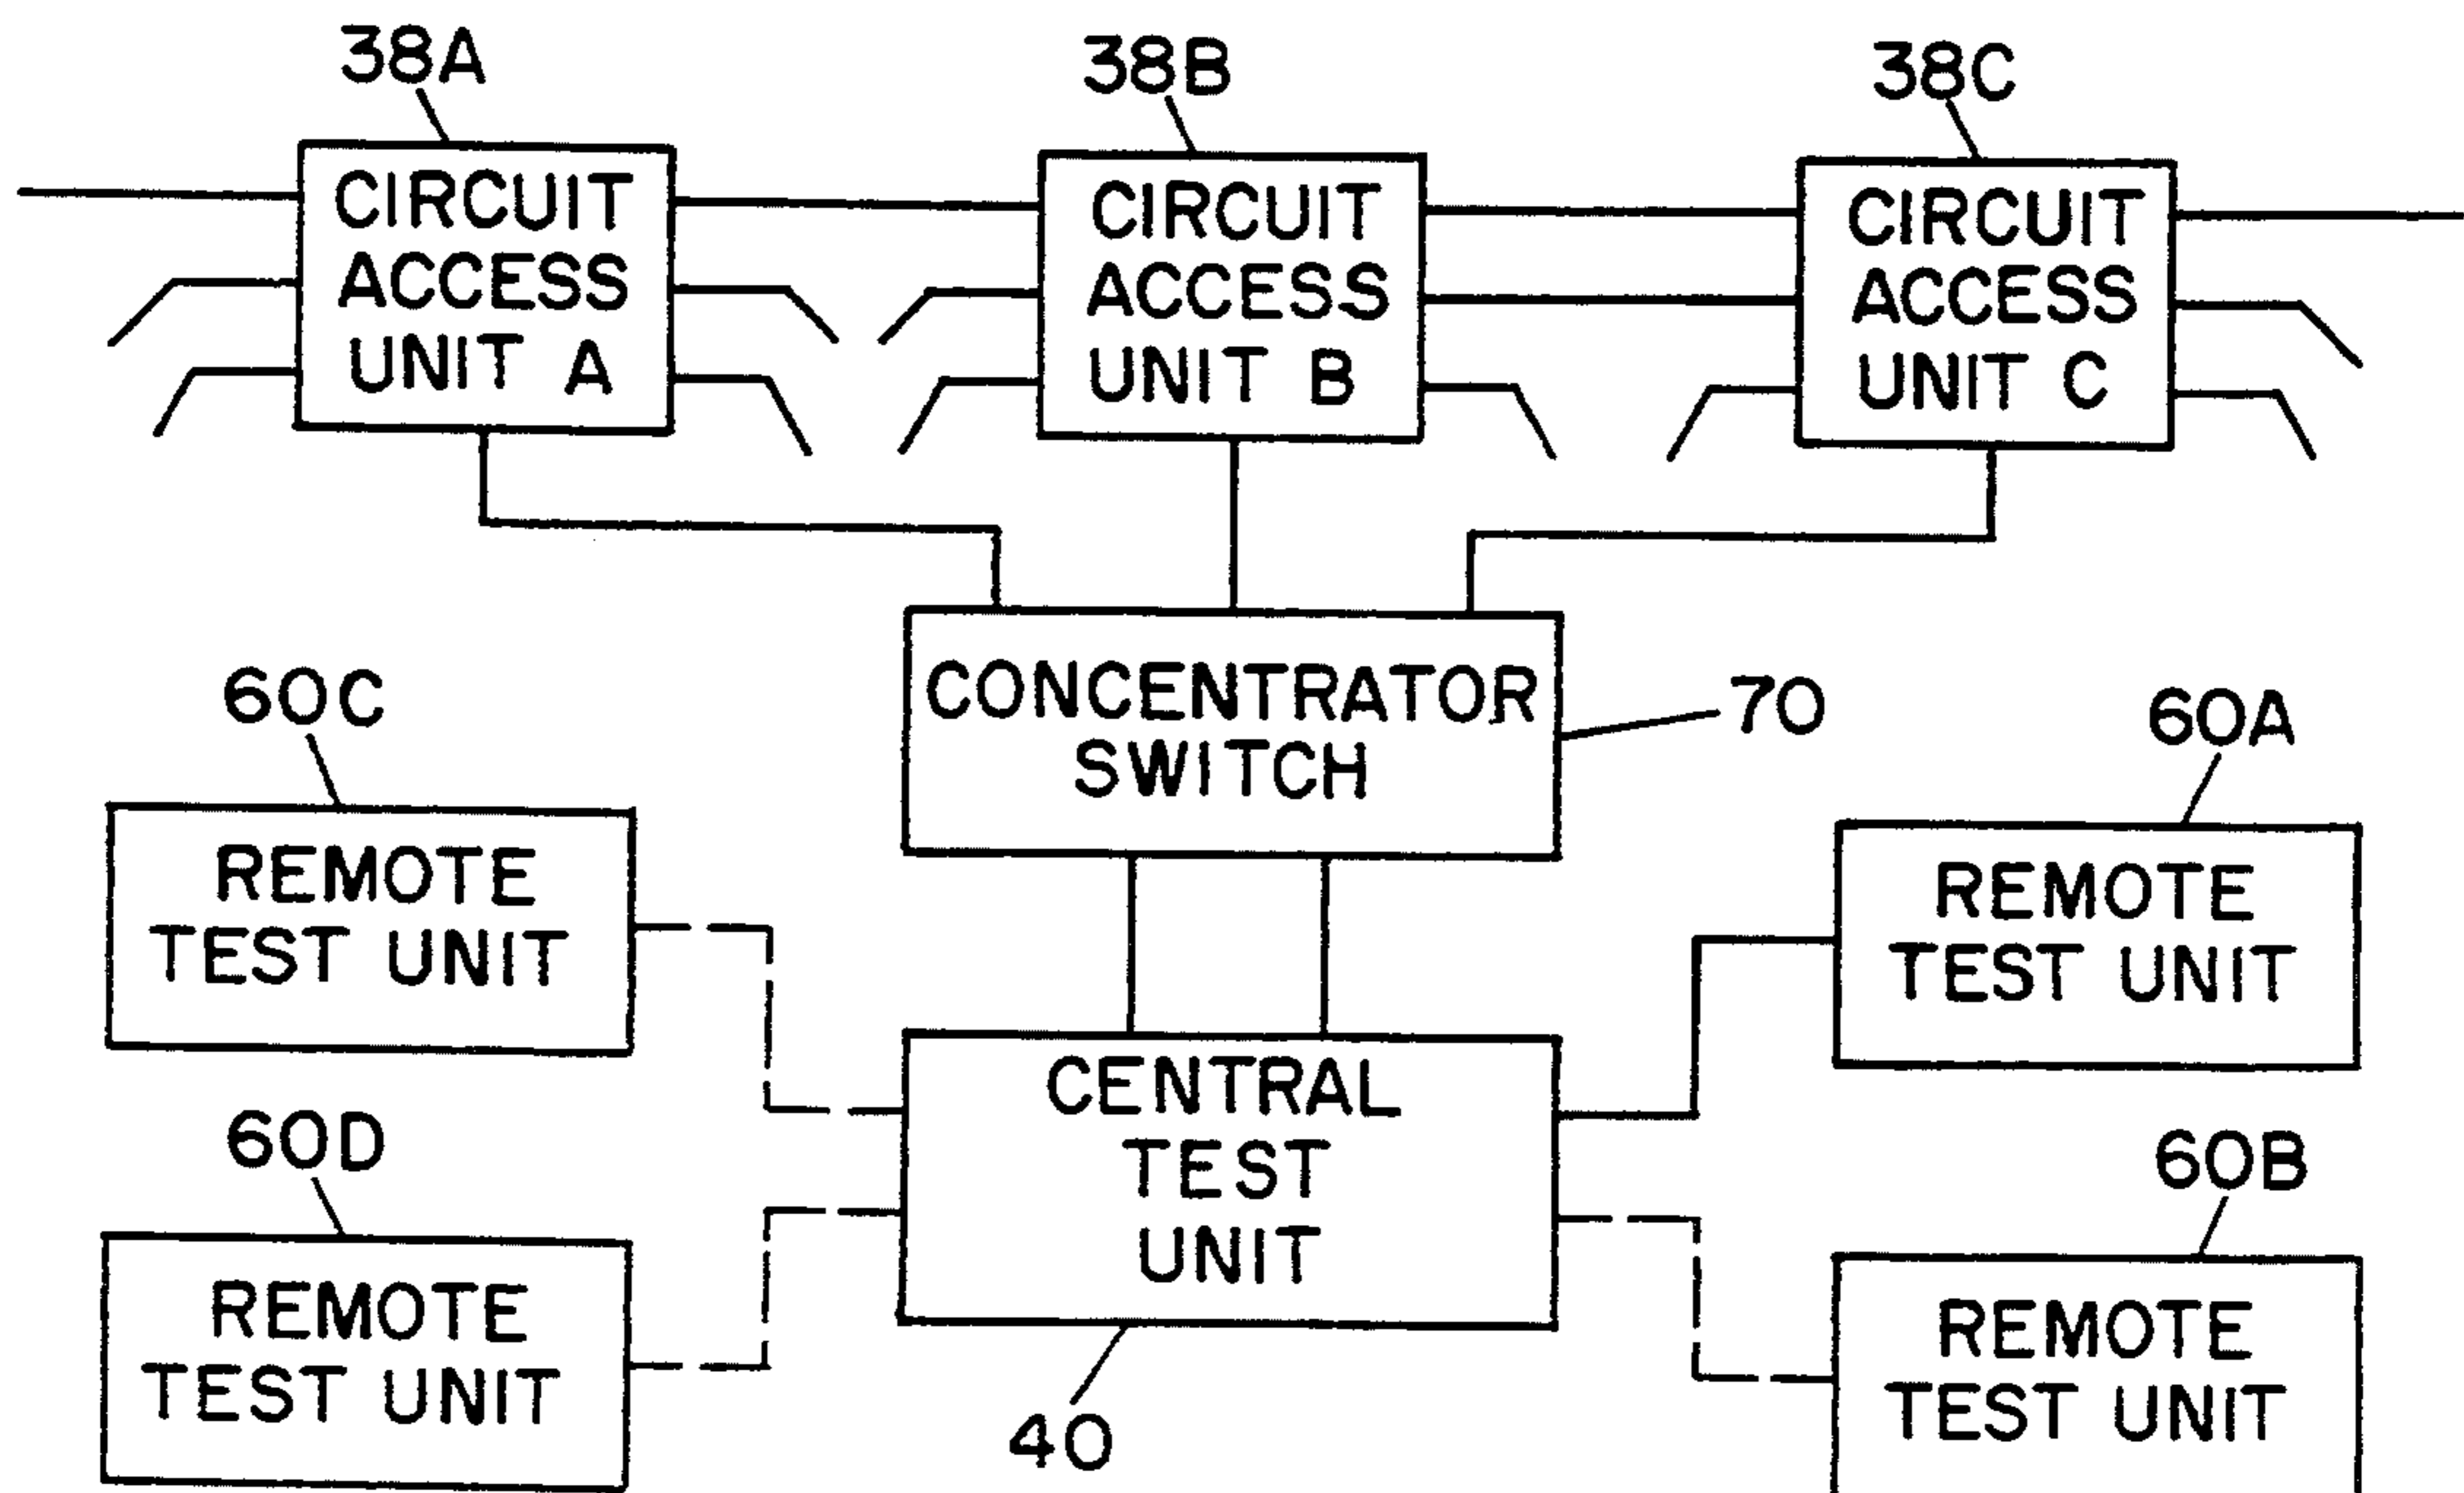 38A
38B
38C
CIRCUIT
ACCESS
UNIT A
CIRCUIT
ACCESS
UNIT B
CIRCUIT
ACCESS
UNIT C
CONCENTRATOR
SWITCH
70
60C
REMOTE
TEST UNIT
60A
REMOTE
TEST UNIT
CENTRAL
TEST
UNIT
40
60D
REMOTE
TEST UNIT
60B
REMOTE
TEST UNIT